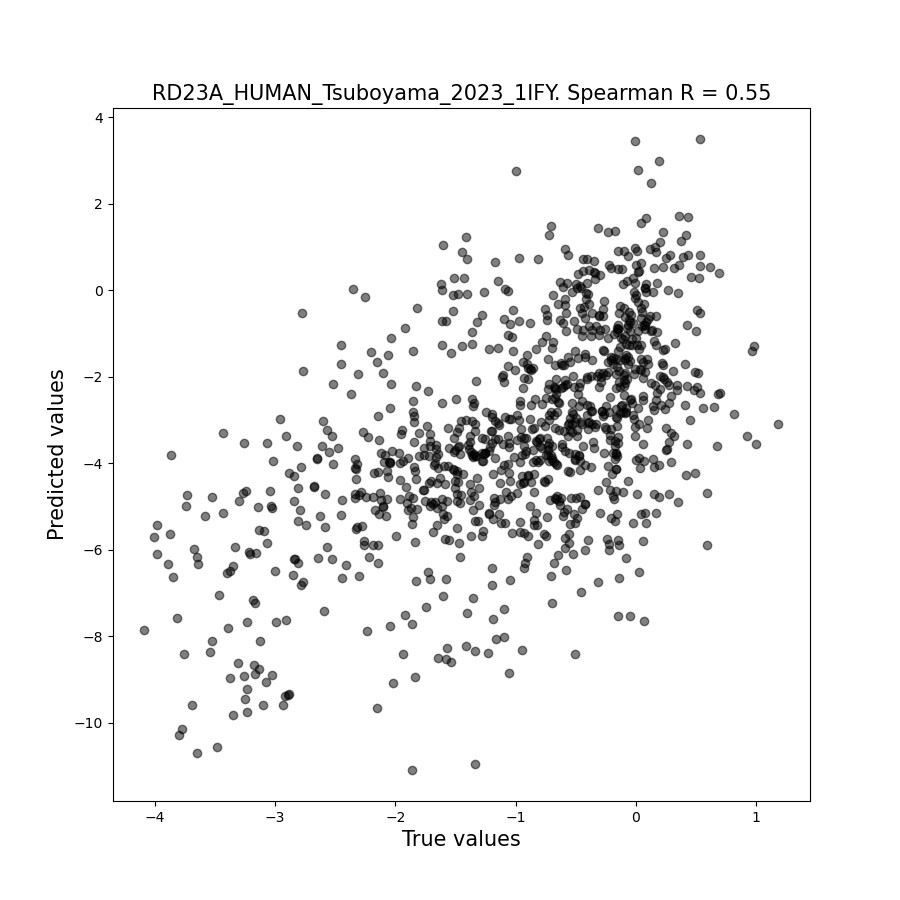 RD23A_HUMAN_Tsuboyama_2023_1IFY. Spearman R = 0.55
4
2
0
−2
−4
−6
−8
−10
Predicted values
−4 −3 −2 −1 0 1
True values